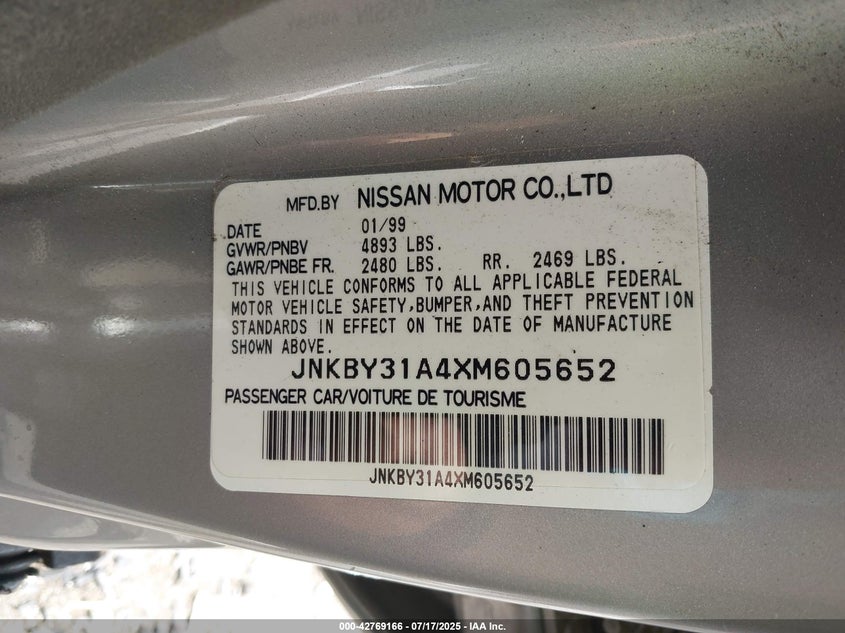 MFD.BY NISSAN MOTOR CO.,LTD
DATE 01/99
GVWR/PNBV 4893 LBS.
GAWR/PNBE FR. 2480 LBS. RR. 2469 LBS.
THIS VEHICLE CONFORMS TO ALL APPLICABLE FEDERAL
MOTOR VEHICLE SAFETY,BUMPER,AND THEFT PREVENTION
STANDARDS IN EFFECT ON THE DATE OF MANUFACTURE
SHOWN ABOVE.
JNKBY31A4XM605652
PASSENGER CAR/VOITURE DE TOURISME
JNKBY31A4XM605652
000-42769166 - 07/17/2025 - IAA Inc.